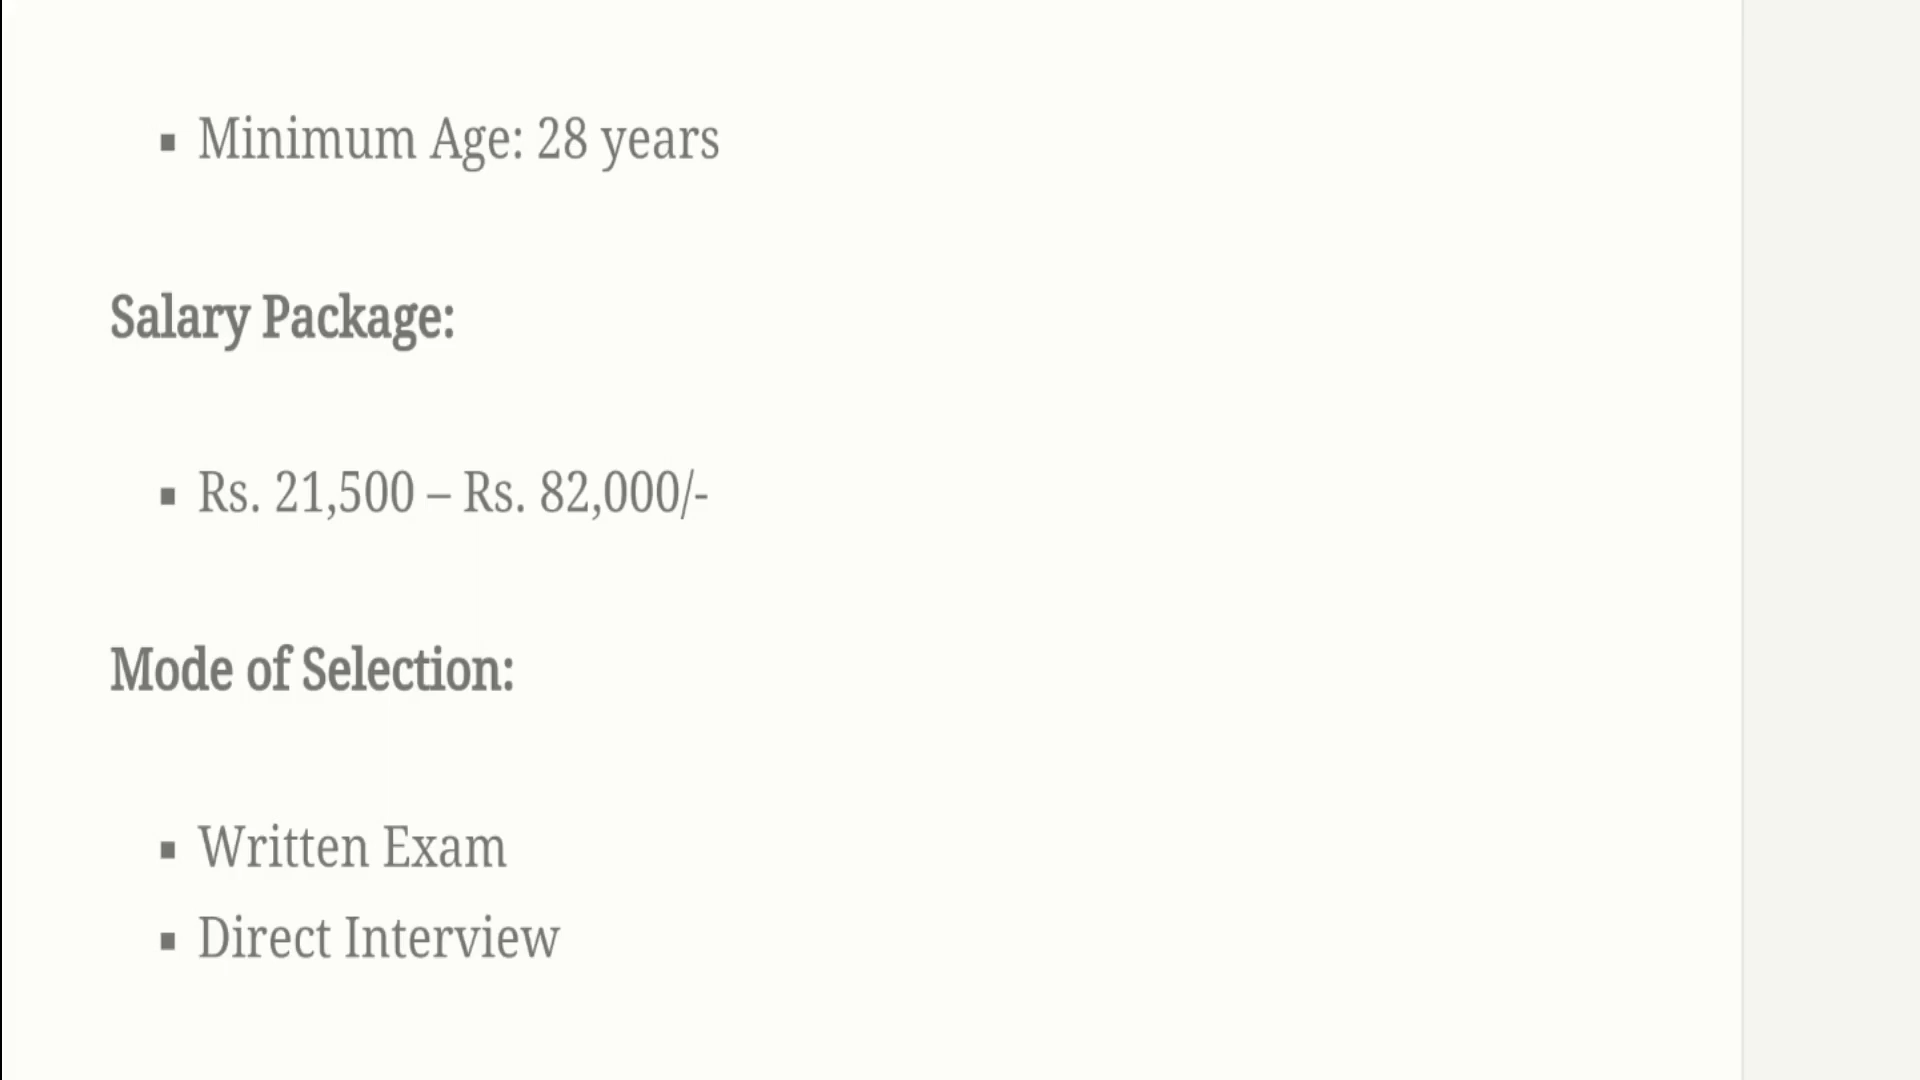 ▪ Minimum Age: 28 years
Salary Package:
▪ Rs. 21,500 – Rs. 82,000/-
Mode of Selection:
▪ Written Exam
▪ Direct Interview